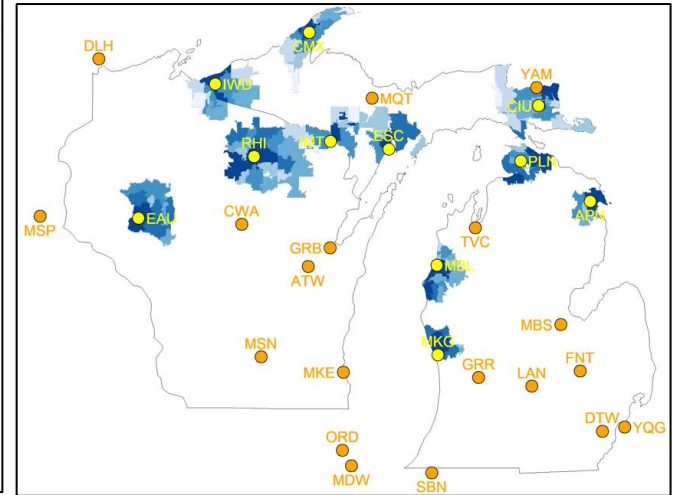 DLH
CMX
IWD
MQT
YAM
CIU
RHI
IMT
ESC
PLN
APN
EAU
MSP
CWA
TVC
GRB
ATW
MBL
MBS
MSN
MKE
MKG
GRR
FNT
LAN
DTW
YQG
ORD
MDW
SBN